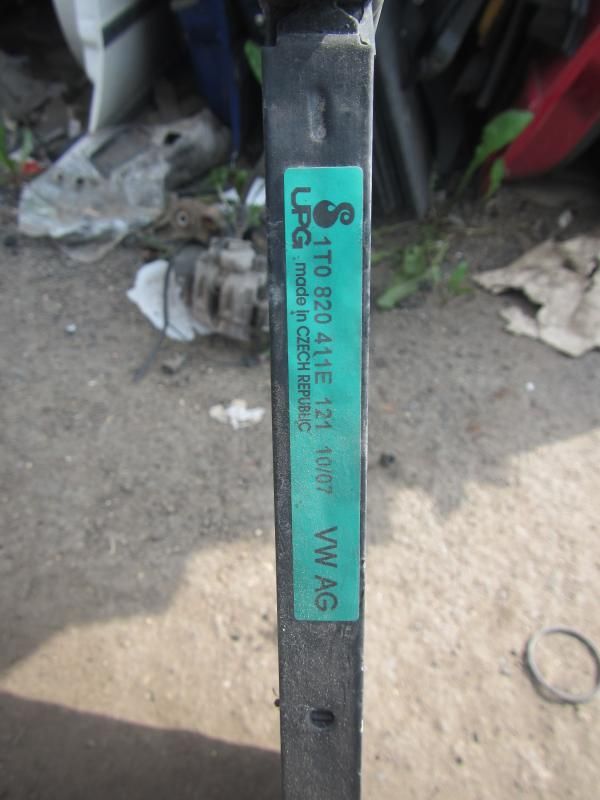 UPG 1T0 820 411E 121 10/07 VW AG
made in CZECH REPUBLIC